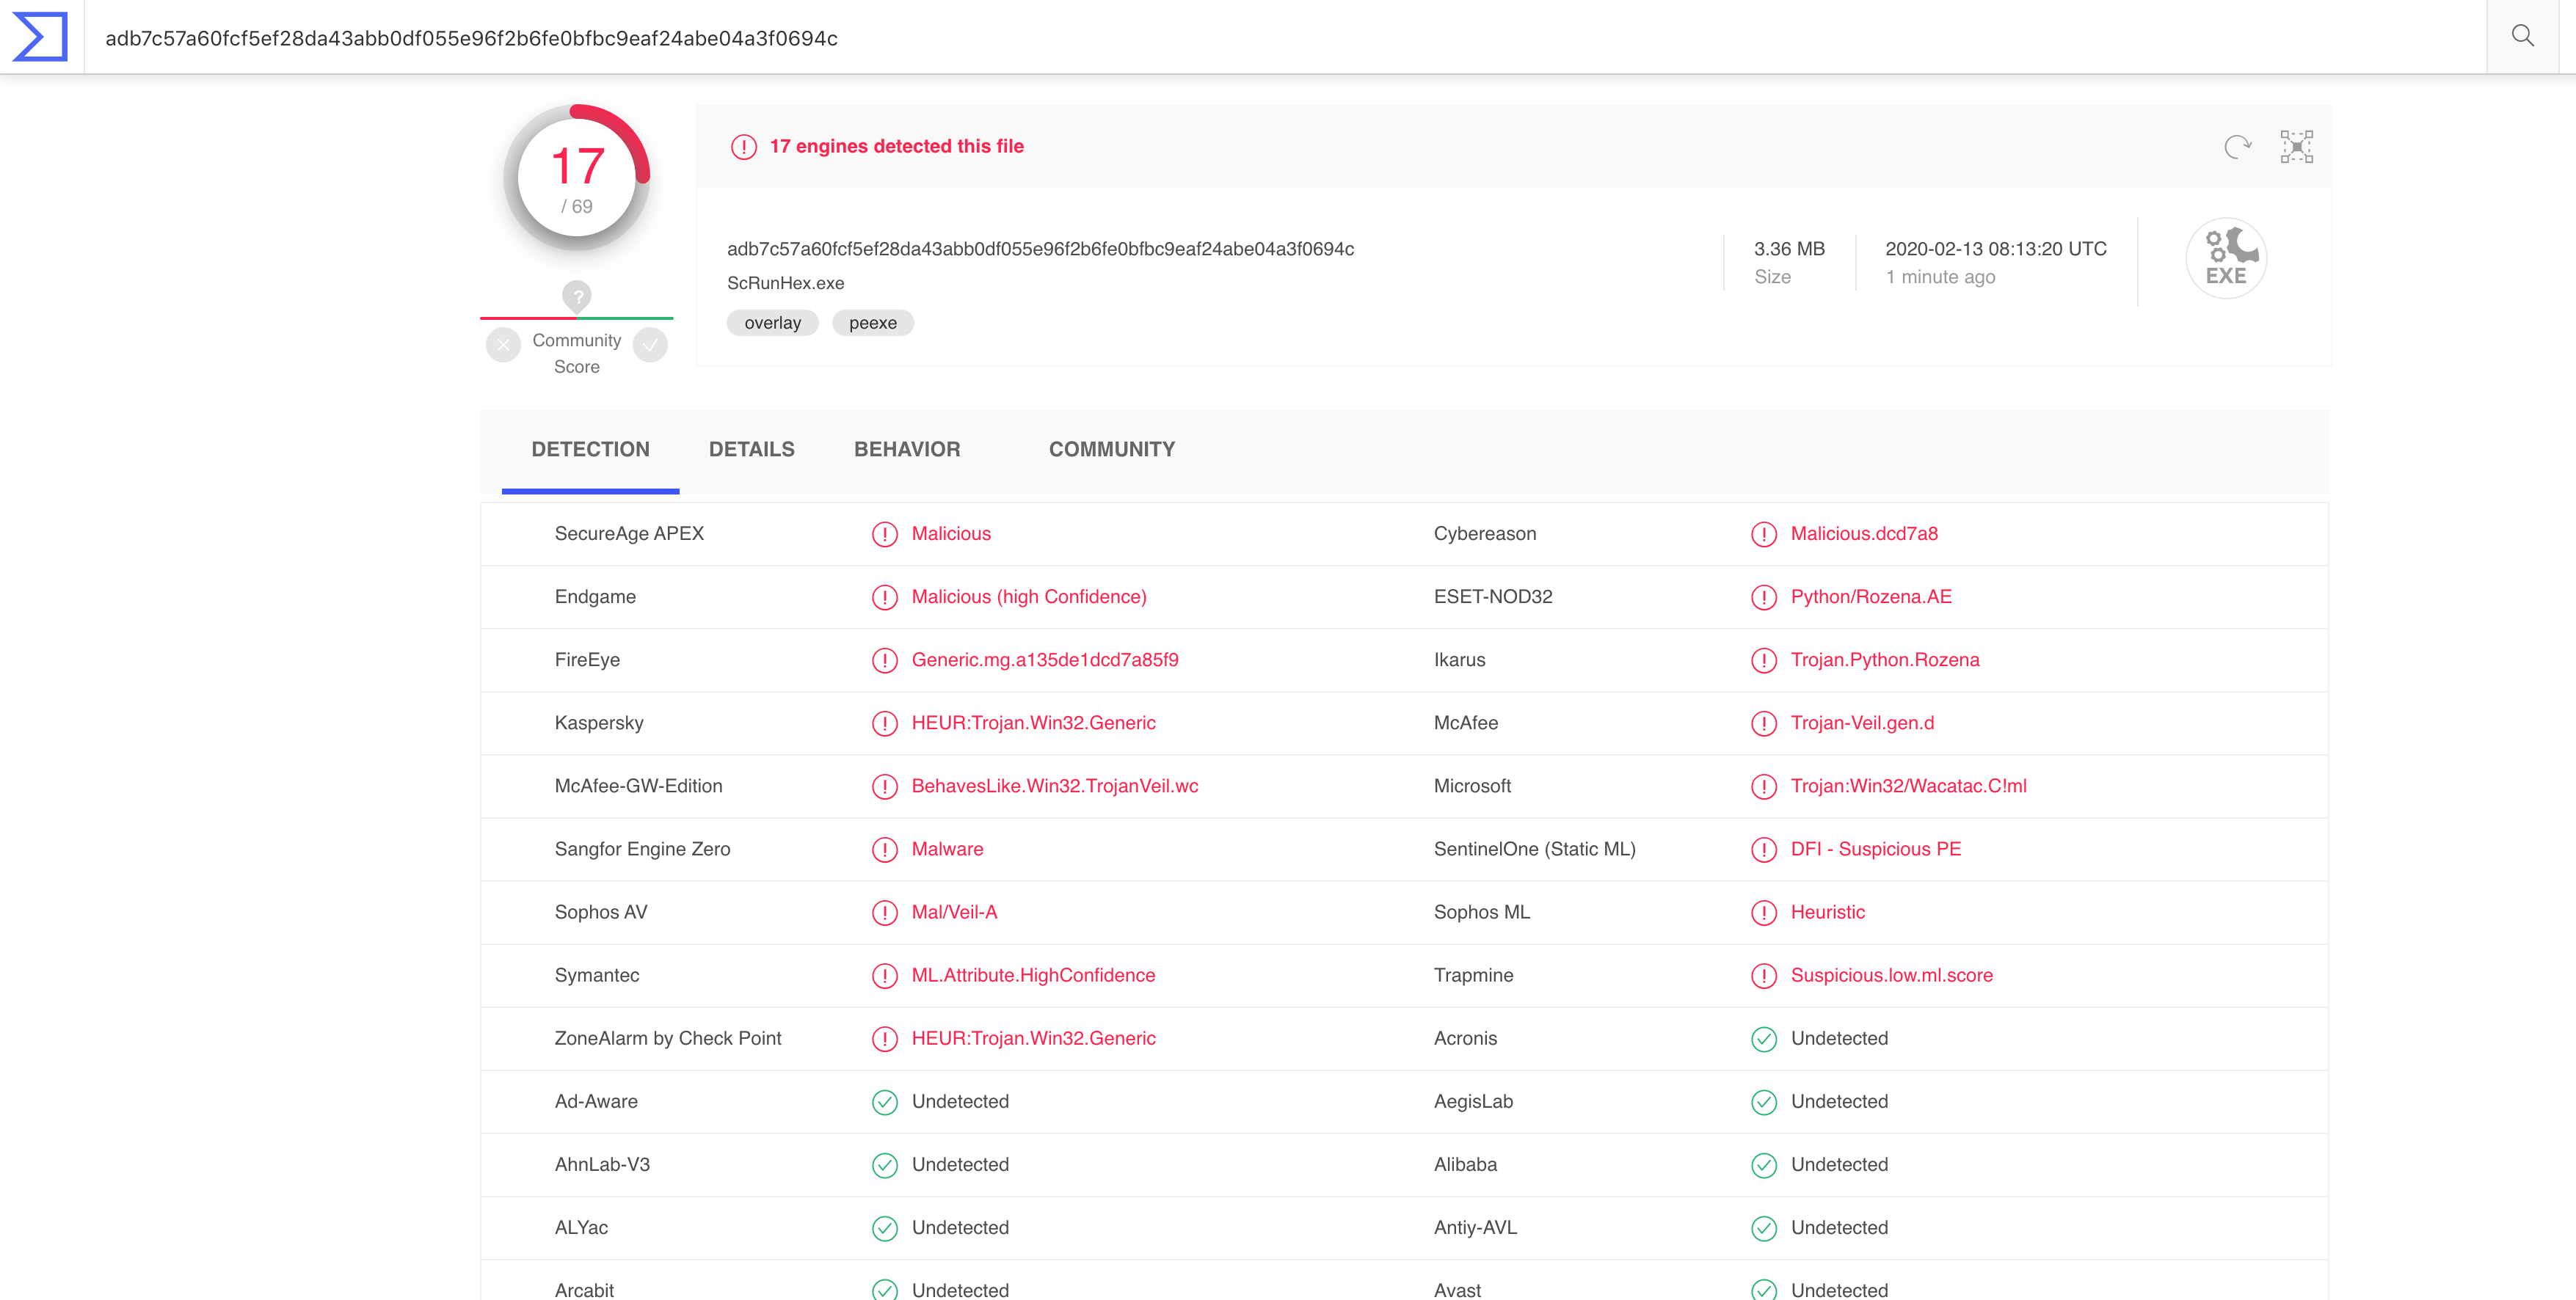 adb7c57a60fcf5ef28da43abb0df055e96f2b6fe0bfbc9eaf24abe04a3f0694c
17
/ 69
17 engines detected this file
adb7c57a60fcf5ef28da43abb0df055e96f2b6fe0bfbc9eaf24abe04a3f0694c
ScRunHex.exe
overlay peexe
3.36 MB
Size
2020-02-13 08:13:20 UTC
1 minute ago
EXE
?
Community
Score
DETECTION DETAILS BEHAVIOR COMMUNITY
SecureAge APEX Malicious Cybereason Malicious.dcd7a8
Endgame Malicious (high Confidence) ESET-NOD32 Python/Rozena.AE
FireEye Generic.mg.a135de1dcd7a85f9 Ikarus Trojan.Python.Rozena
Kaspersky HEUR:Trojan.Win32.Generic McAfee Trojan-Veil.gen.d
McAfee-GW-Edition BehavesLike.Win32.TrojanVeil.wc Microsoft Trojan:Win32/Wacatac.C!ml
Sangfor Engine Zero Malware SentinelOne (Static ML) DFI - Suspicious PE
Sophos AV Mal/Veil-A Sophos ML Heuristic
Symantec ML.Attribute.HighConfidence Trapmine Suspicious.low.ml.score
ZoneAlarm by Check Point HEUR:Trojan.Win32.Generic Acronis Undetected
Ad-Aware Undetected AegisLab Undetected
AhnLab-V3 Undetected Alibaba Undetected
ALYac Undetected Antiy-AVL Undetected
Arcabit Undetected Avast Undetected